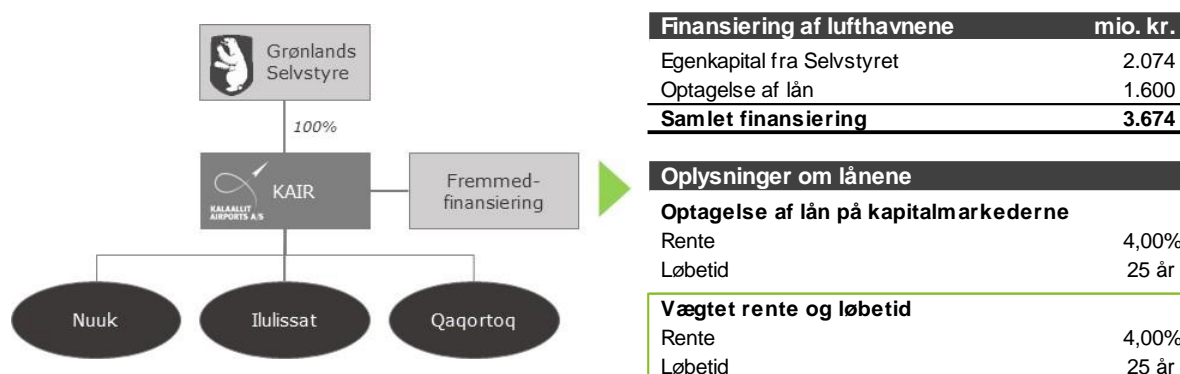 Grønlands
Selvstyre
100%
KALAALLIT
AIRPORTS A/S
KAIR
Fremmed-
finansiering
Nuuk
Ilulissat
Qaqortoq
Finansiering af lufthavnene mio. kr.
Egenkapital fra Selvstyret 2.074
Optagelse af lån 1.600
Samlet finansiering 3.674
Oplysninger om lånene
Optagelse af lån på kapitalmarkederne
Rente 4,00%
Løbetid 25 år
Vægtet rente og løbetid
Rente 4,00%
Løbetid 25 år